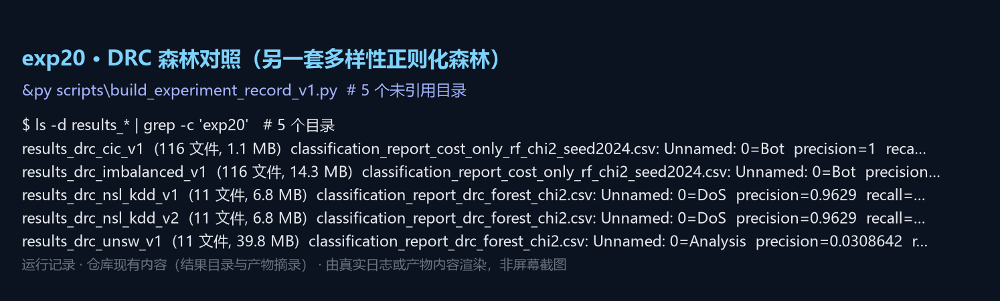 exp20 · DRC 森林对照（另一套多样性正则化森林）
&py scripts\build_experiment_record_v1.py  # 5 个未引用目录
$ ls -d results_* | grep -c 'exp20'   # 5 个目录
results_drc_cic_v1（116 文件, 1.1 MB）classification_report_cost_only_rf_chi2_seed2024.csv: Unnamed: 0=Bot  precision=1  reca...
results_drc_imbalanced_v1（116 文件, 14.3 MB）classification_report_cost_only_rf_chi2_seed2024.csv: Unnamed: 0=Bot  precision...
results_drc_nsl_kdd_v1（11 文件, 6.8 MB）classification_report_drc_forest_chi2.csv: Unnamed: 0=DoS  precision=0.9629  recall=...
results_drc_nsl_kdd_v2（11 文件, 6.8 MB）classification_report_drc_forest_chi2.csv: Unnamed: 0=DoS  precision=0.9629  recall=...
results_drc_unsw_v1（11 文件, 39.8 MB）classification_report_drc_forest_chi2.csv: Unnamed: 0=Analysis  precision=0.0308642  r...
运行记录 · 仓库现有内容（结果目录与产物摘录）· 由真实日志或产物内容渲染，非屏幕截图